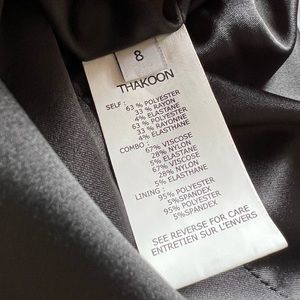 8
THAKOON
SELF : 63 % POLYESTER
33 % RAYON
4% ELASTANE
63 % POLYESTER
33 % RAYONNE
4% ELASTHANE
COMBO : 67% VISCOSE
28% NYLON
5% ELASTANE
67% VISCOSE
28% NYLON
5% ELASTHANE
LINING : 95% POLYESTER
5%SPANDEX
95% POLYESTER
5%SPANDEX
SEE REVERSE FOR CARE
ENTRETIEN SUR L'ENVERS